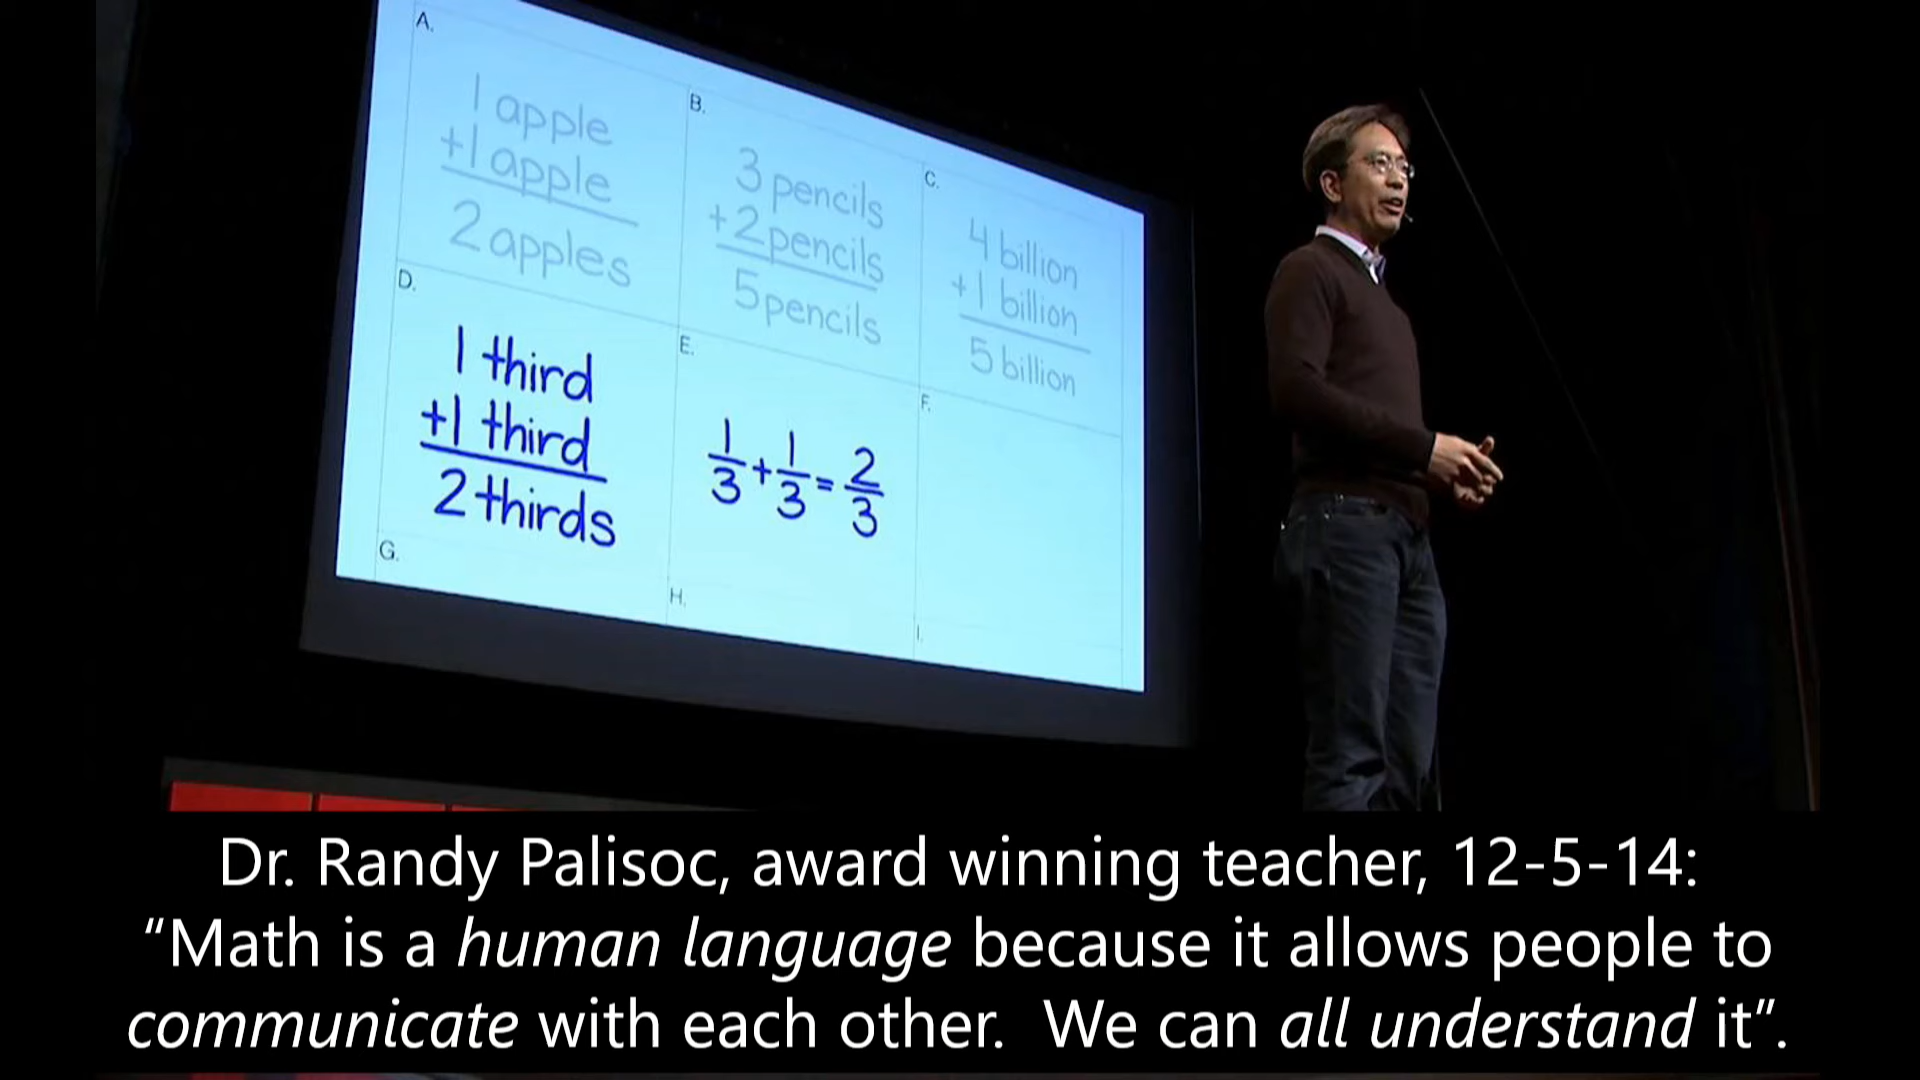 A.
1 apple
+1 apple
2 apples
B.
3 pencils
+2 pencils
5 pencils
C.
4 billion
+1 billion
5 billion
D.
1 third
+1 third
2 thirds
E.
1/3 + 1/3 = 2/3
F.
G.
H.
I.
Dr. Randy Palisoc, award winning teacher, 12-5-14:
“Math is a human language because it allows people to
communicate with each other.  We can all understand it”.